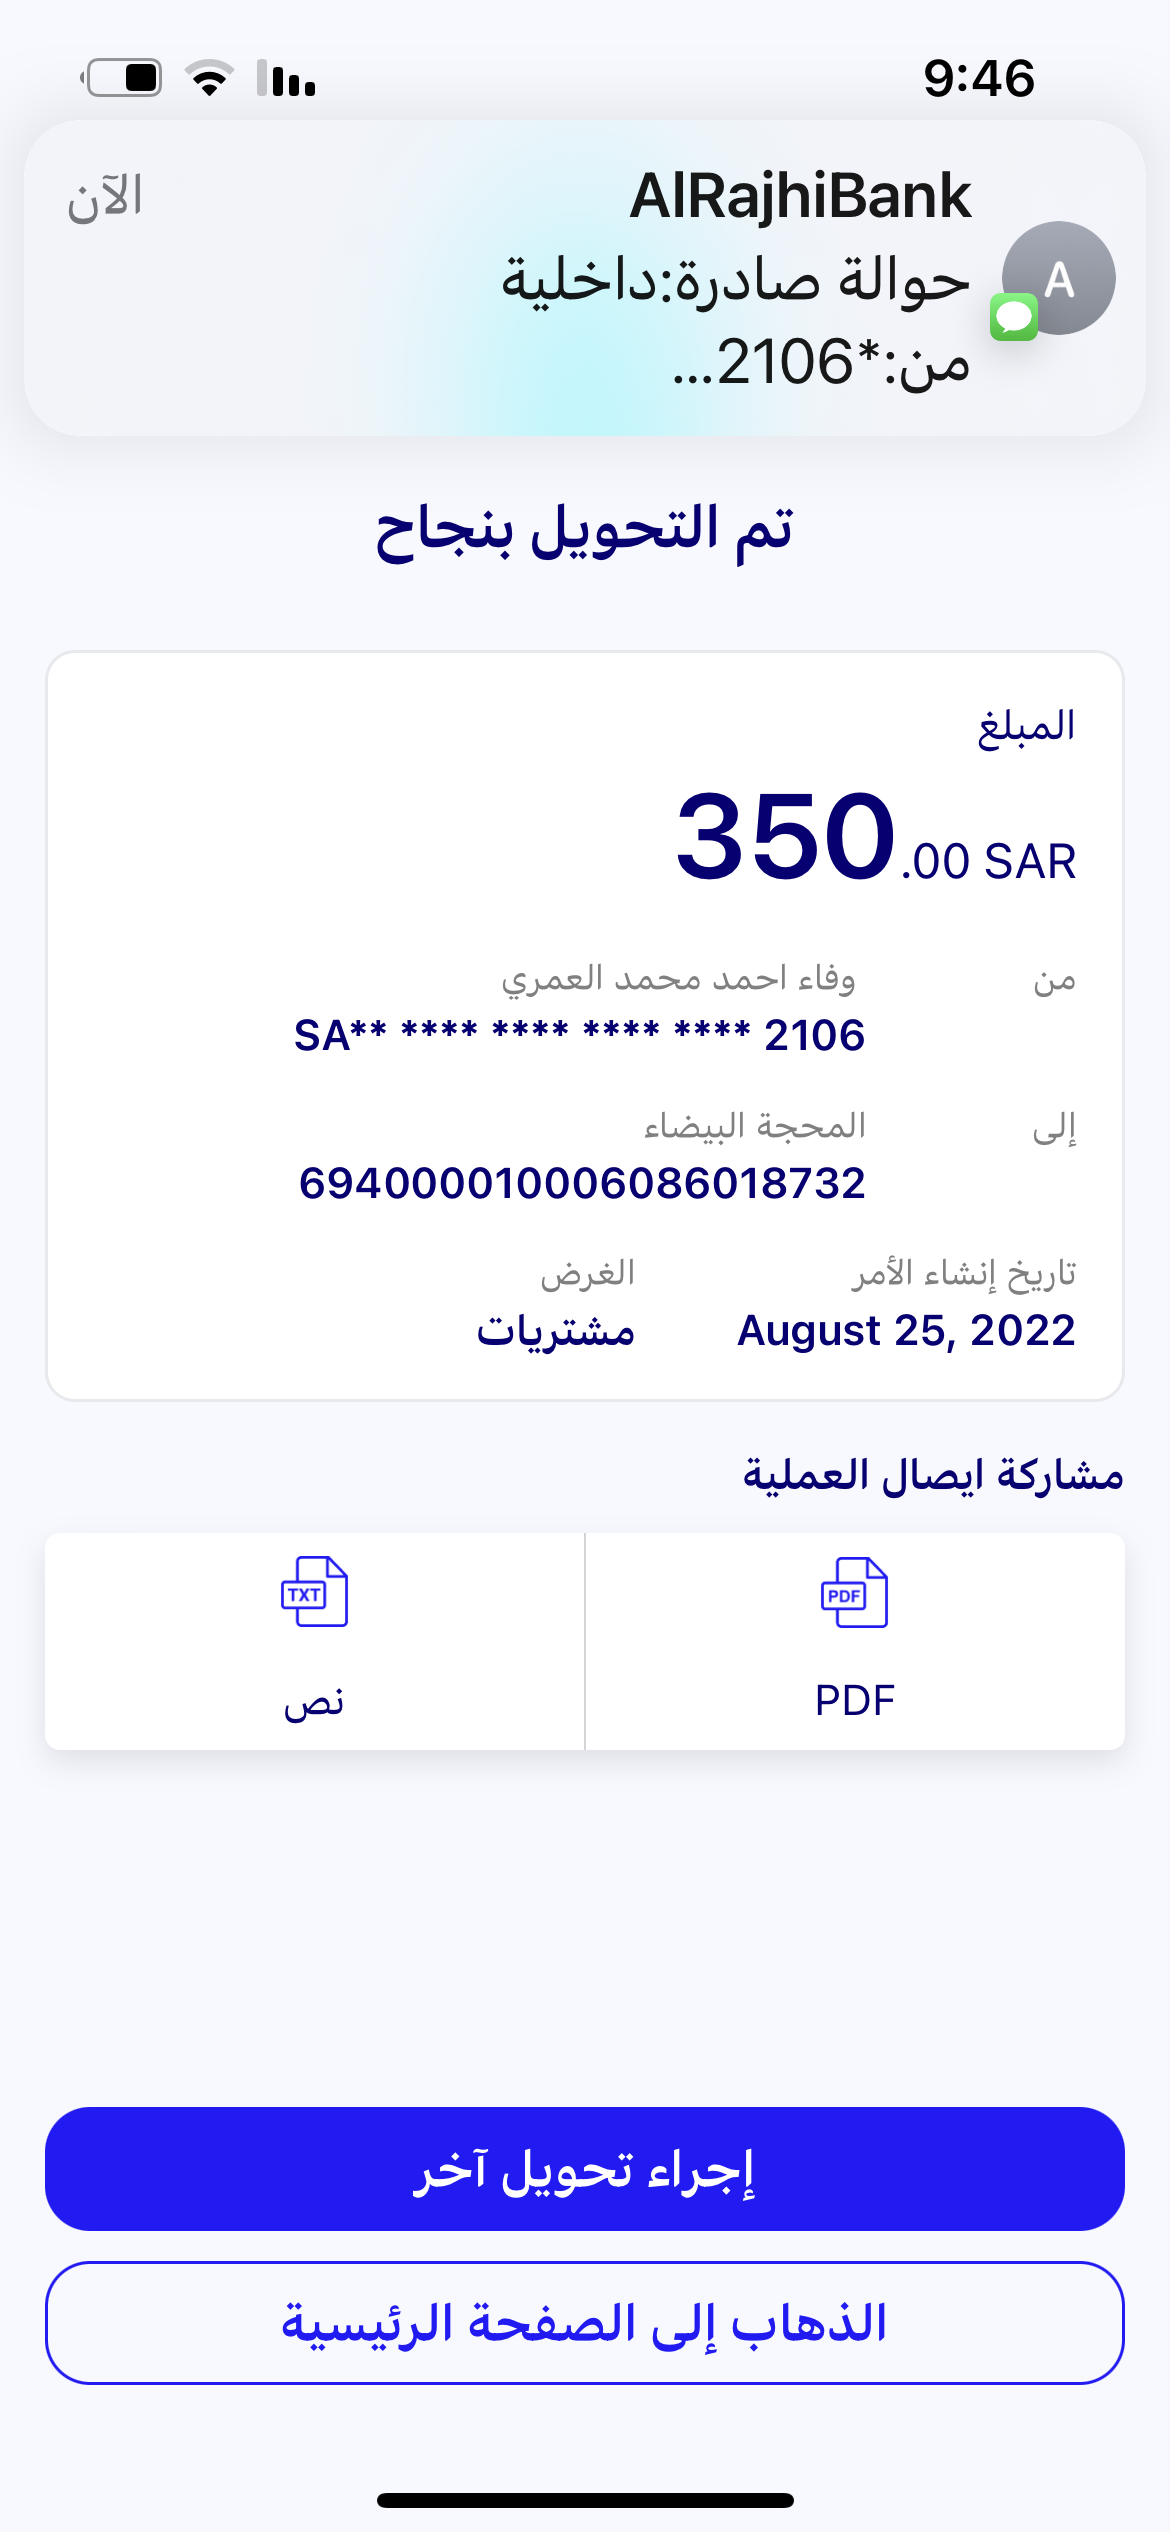 9:46
AlRajhiBank
الآن
A
حوالة صادرة:داخلية
من:*2106...
تم التحويل بنجاح
المبلغ
350.00 SAR
من
وفاء احمد محمد العمري
SA** **** **** **** **** 2106
إلى
المحجة البيضاء
694000010006086018732
تاريخ إنشاء الأمر
الغرض
August 25, 2022
مشتريات
مشاركة ايصال العملية
PDF
TXT
PDF
نص
إجراء تحويل آخر
الذهاب إلى الصفحة الرئيسية